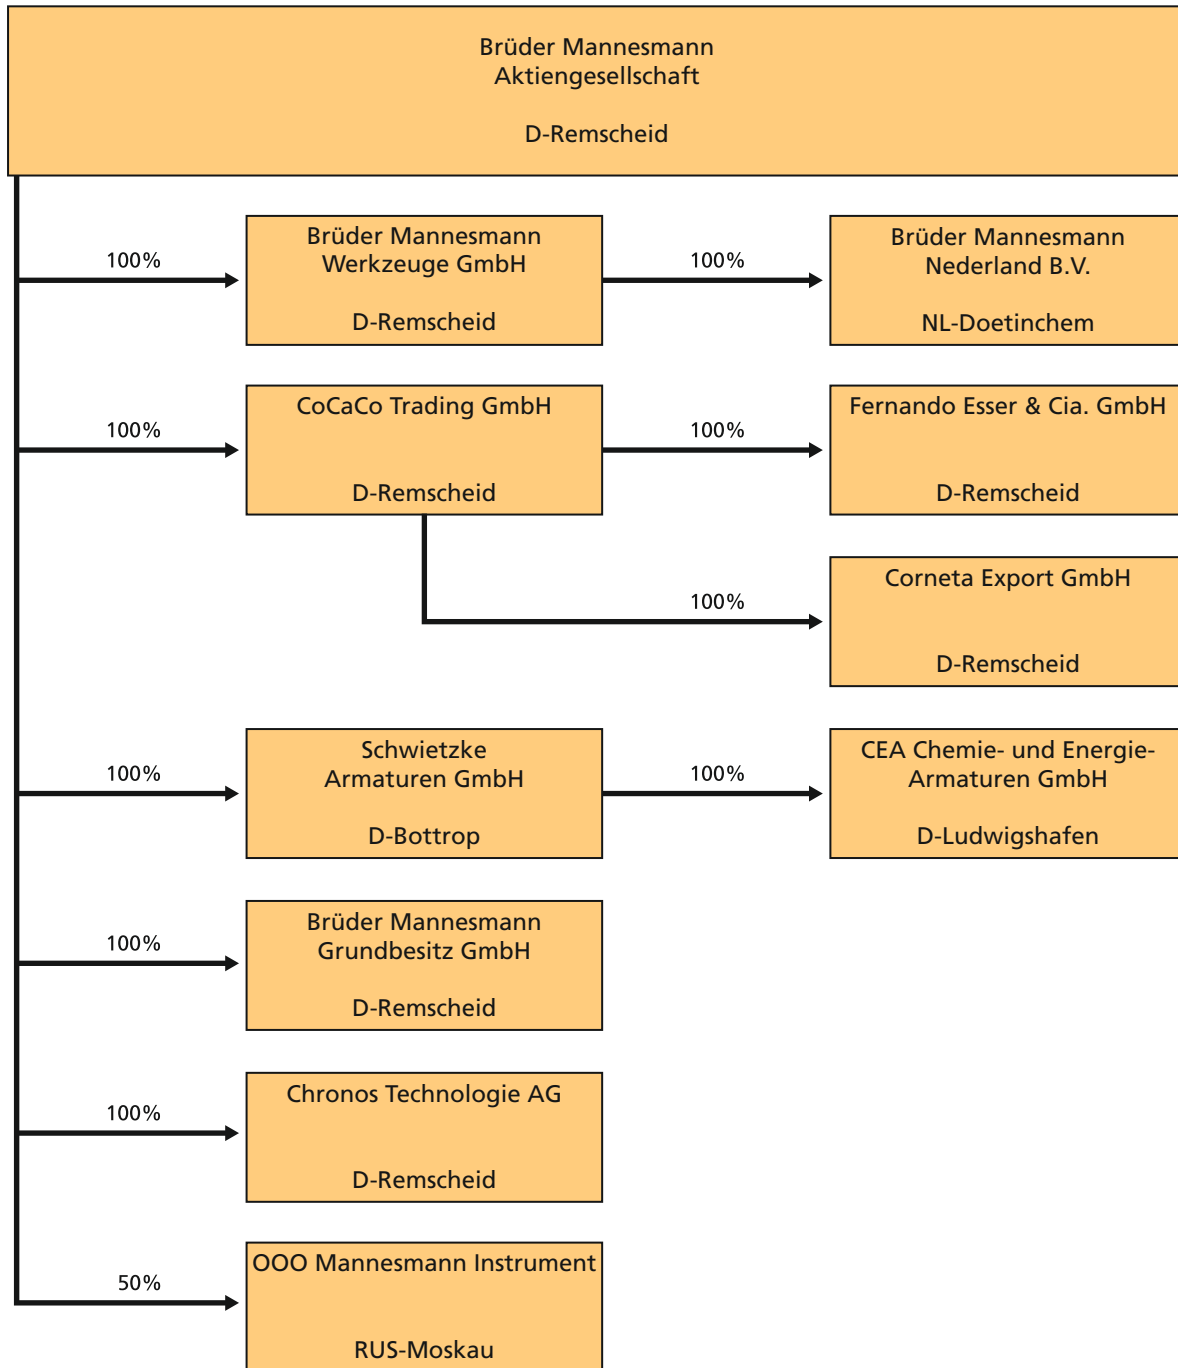 Brüder Mannesmann
Aktiengesellschaft
D-Remscheid
100%
Brüder Mannesmann
Werkzeuge GmbH
D-Remscheid
100%
Brüder Mannesmann
Nederland B.V.
NL-Doetinchem
100%
CoCaCo Trading GmbH
D-Remscheid
100%
Fernando Esser & Cia. GmbH
D-Remscheid
100%
Corneta Export GmbH
D-Remscheid
100%
Schwietzke
Armaturen GmbH
D-Bottrop
100%
CEA Chemie- und Energie-
Armaturen GmbH
D-Ludwigshafen
100%
Brüder Mannesmann
Grundbesitz GmbH
D-Remscheid
100%
Chronos Technologie AG
D-Remscheid
50%
OOO Mannesmann Instrument
RUS-Moskau